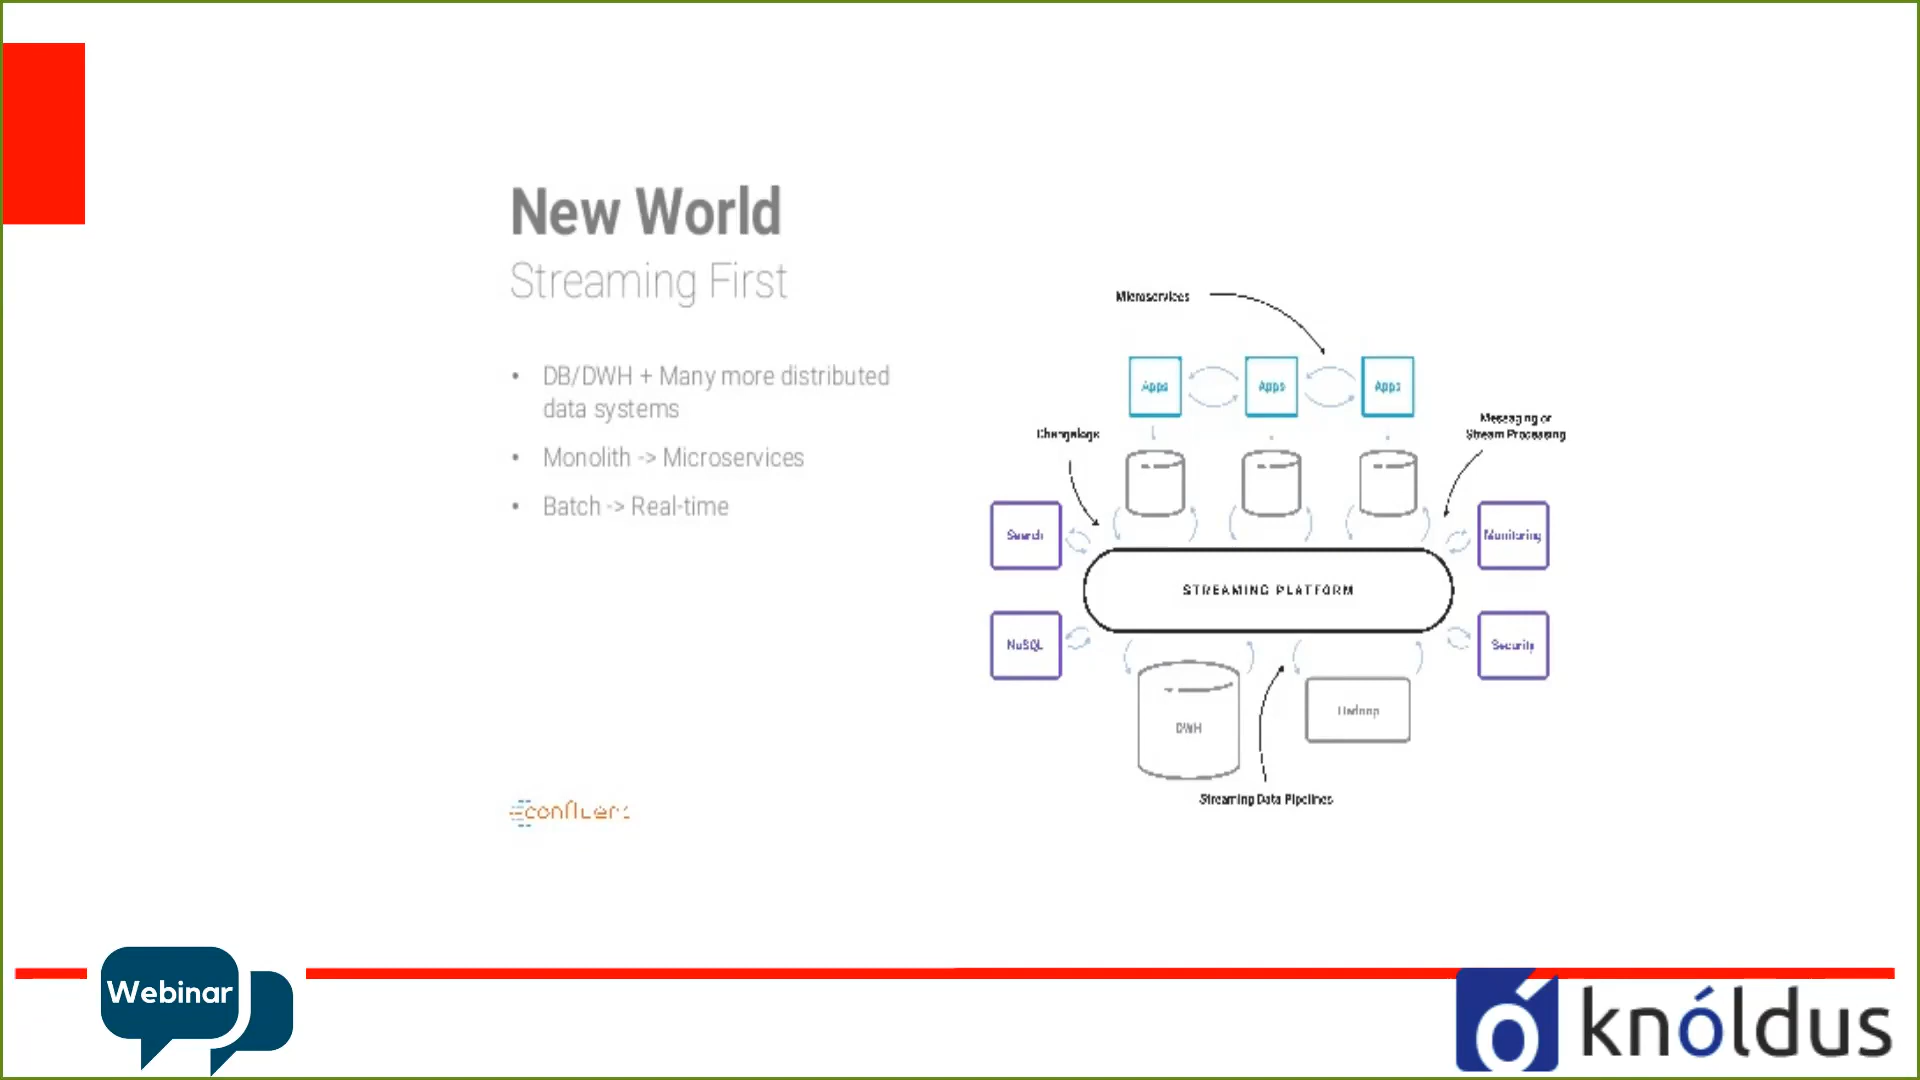 New World
Streaming First
• DB/DWH + Many more distributed
data systems
• Monolith -> Microservices
• Batch -> Real-time
Microservices
Apps
Apps
Apps
Changelogs
Messaging or
Stream Processing
Search
Monitoring
STREAMING PLATFORM
NoSQL
Security
DWH
Hadoop
Streaming Data Pipelines
confluent
Webinar
knóldus